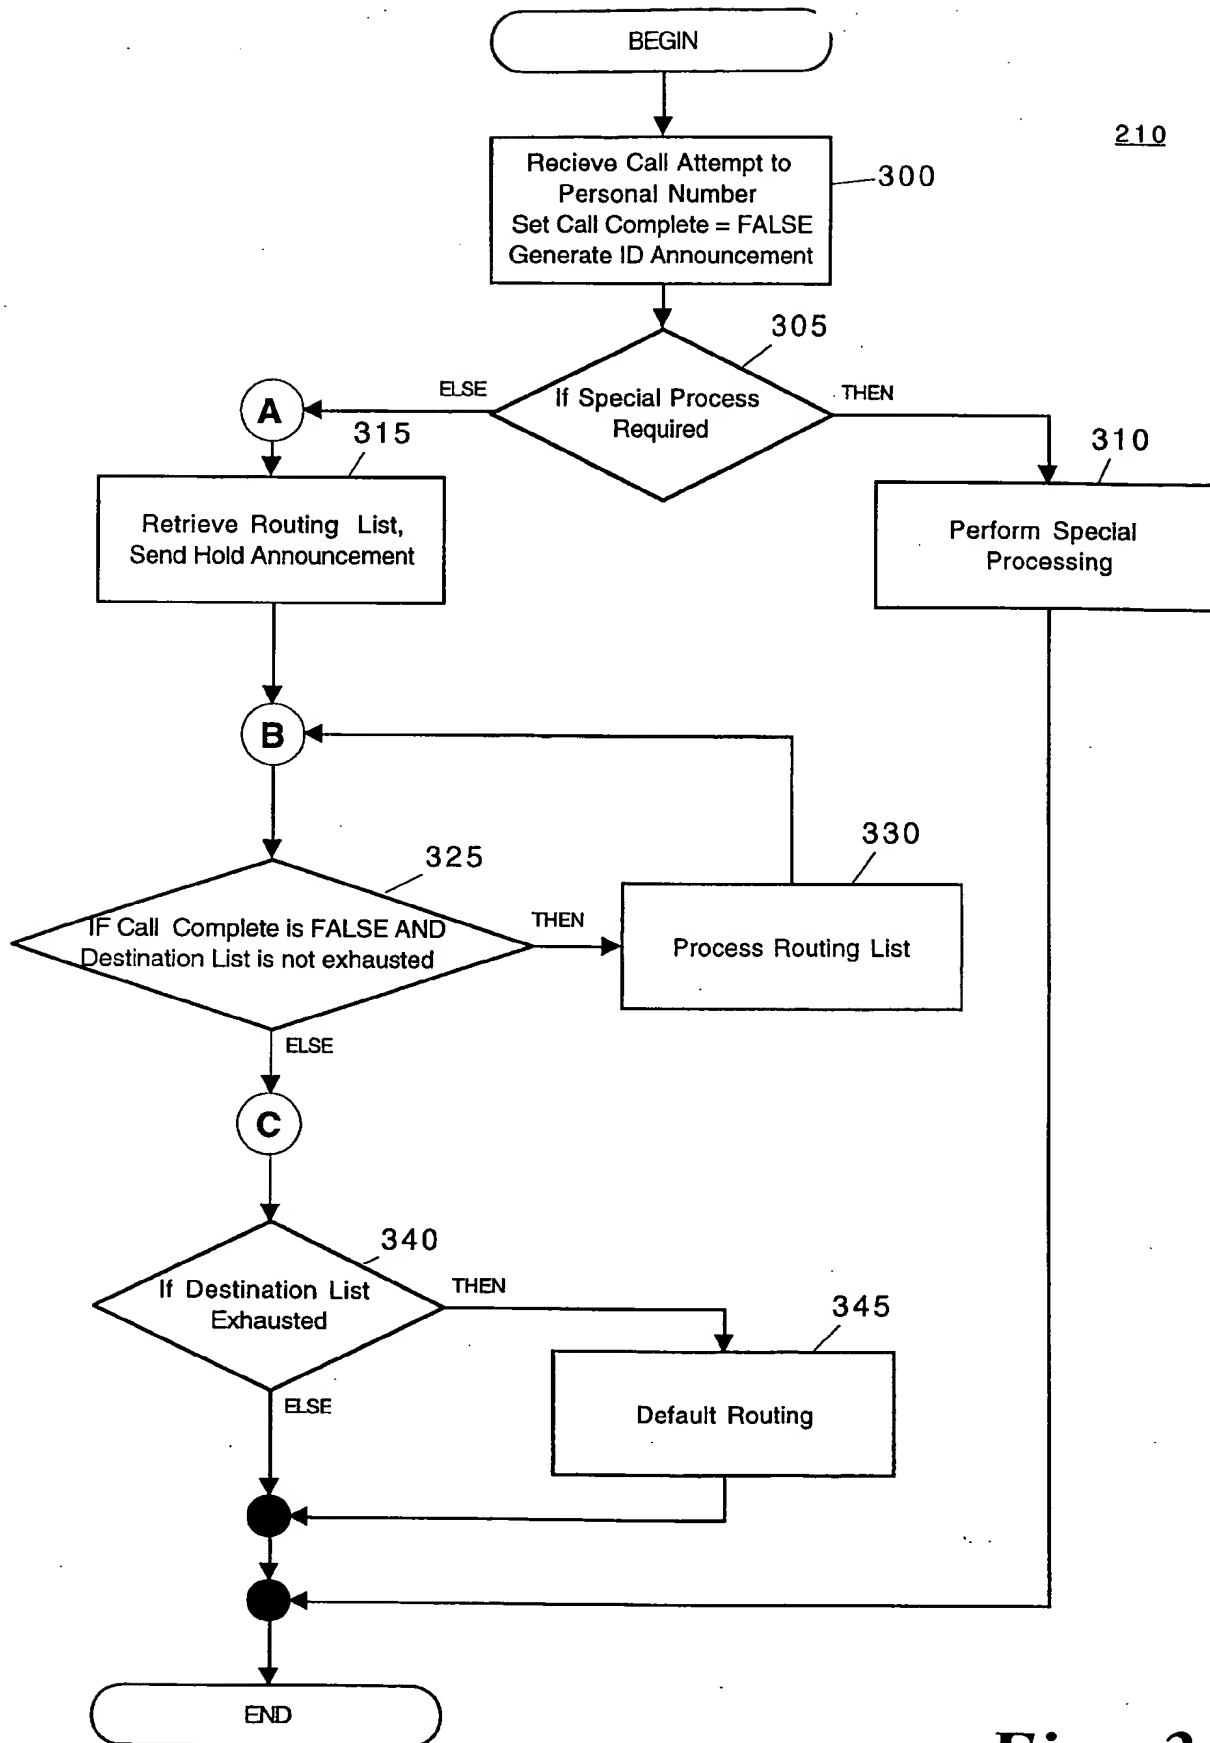 BEGIN
210
Recieve Call Attempt to
Personal Number
Set Call Complete = FALSE
Generate ID Announcement
300
305
If Special Process
Required
ELSE
THEN
A
315
310
Retrieve Routing List,
Send Hold Announcement
Perform Special
Processing
B
325
330
IF Call Complete is FALSE AND
Destination List is not exhausted
THEN
Process Routing List
ELSE
C
340
If Destination List
Exhausted
THEN
345
ELSE
Default Routing
END
Fig. 3